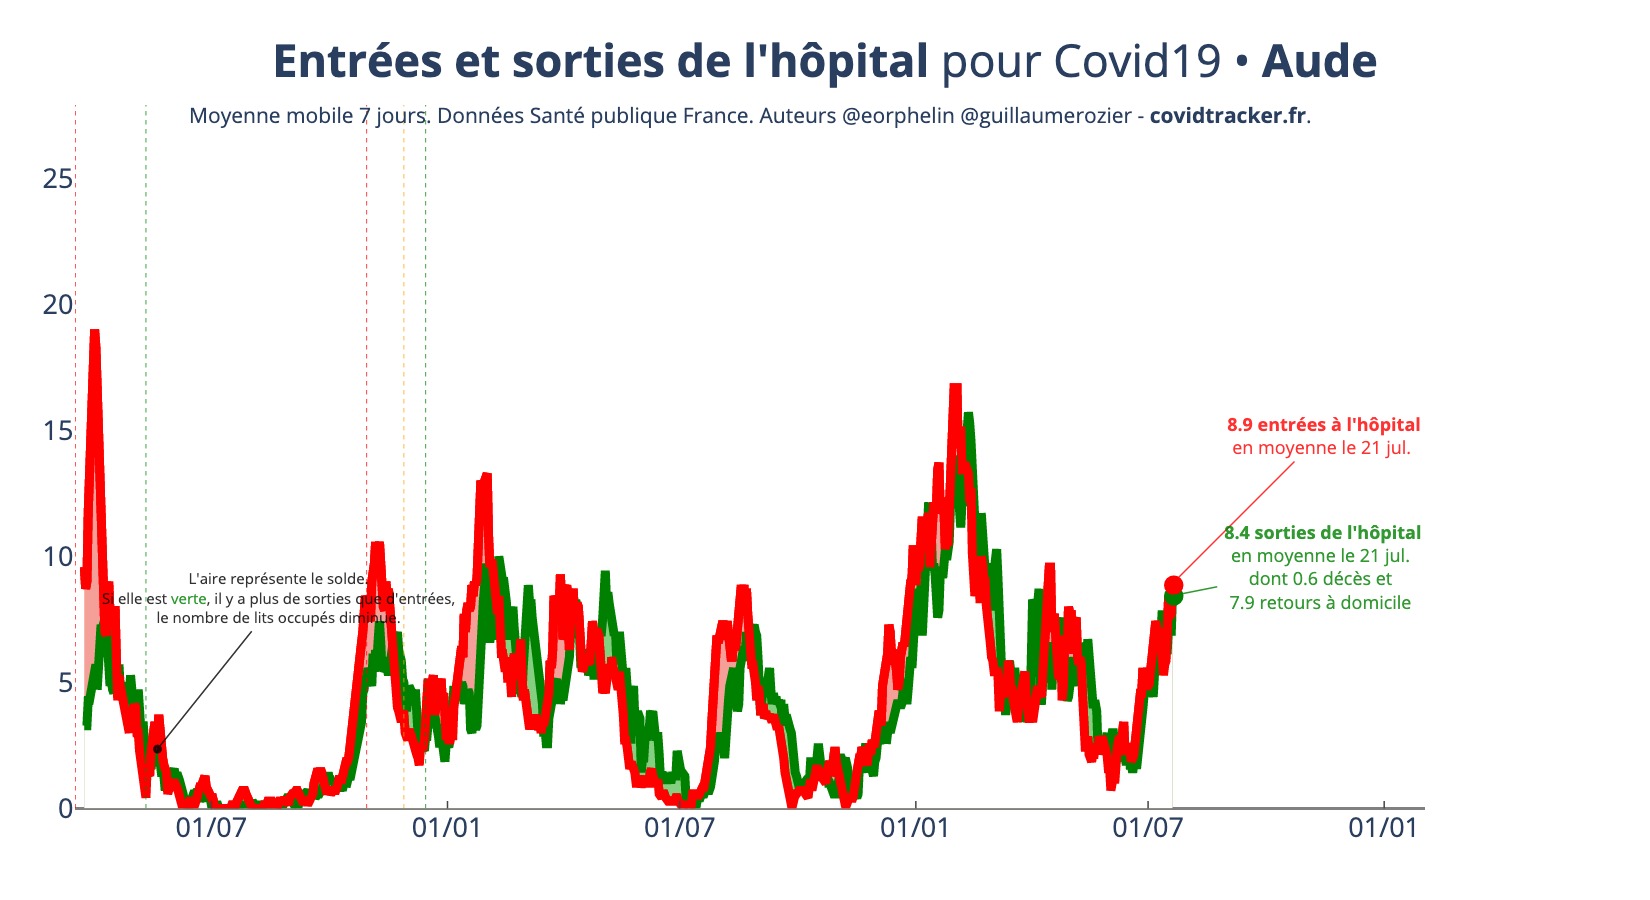 Entrées et sorties de l'hôpital pour Covid19 • Aude
Moyenne mobile 7 jours. Données Santé publique France. Auteurs @eorphelin @guillaumerozier - covidtracker.fr.
25
20
15
10
5
0
8.9 entrées à l'hôpital
en moyenne le 21 jul.
8.4 sorties de l'hôpital
en moyenne le 21 jul.
dont 0.6 décès et
7.9 retours à domicile
L'aire représente le solde.
Si elle est verte, il y a plus de sorties que d'entrées,
le nombre de lits occupés diminue.
01/07
01/01
01/07
01/01
01/07
01/01